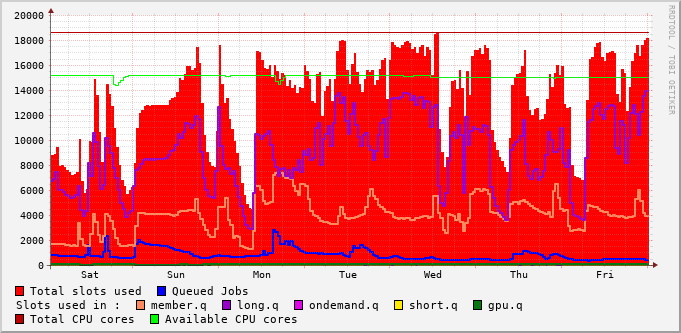 20000
18000
16000
14000
12000
10000
8000
6000
4000
2000
0
Sat Sun Mon Tue Wed Thu Fri
RRDTOOL / TOBI OETIKER
Total slots used Queued Jobs
Slots used in : member.q long.q ondemand.q short.q gpu.q
Total CPU cores Available CPU cores